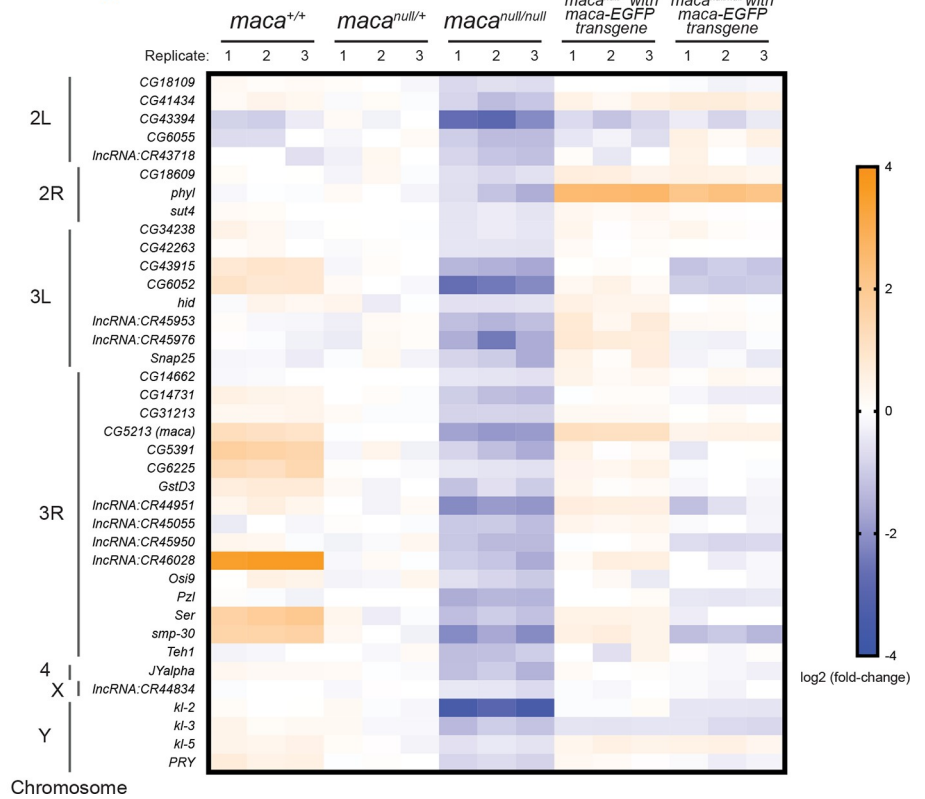 maca+/+ macanull/+ macanull/null with with
maca-EGFP maca-EGFP
transgene transgene
Replicate: 1 2 3 1 2 3 1 2 3 1 2 3 1 2 3
CG18109
CG41434
2L CG43394
CG6055
lncRNA:CR43718
CG18609
2R phyl
sut4
CG34238
CG42263
CG43915
CG6052
3L hid
lncRNA:CR45953
lncRNA:CR45976
Snap25
CG14662
CG14731
CG31213
CG5213 (maca)
CG5391
CG6225
GstD3
3R lncRNA:CR44951
lncRNA:CR45055
lncRNA:CR45950
lncRNA:CR46028
Osi9
Pzl
Ser
smp-30
Teh1
4 JYalpha
X lncRNA:CR44834
kl-2
Y kl-3
kl-5
PRY
Chromosome
4
2
0
-2
-4
log2 (fold-change)